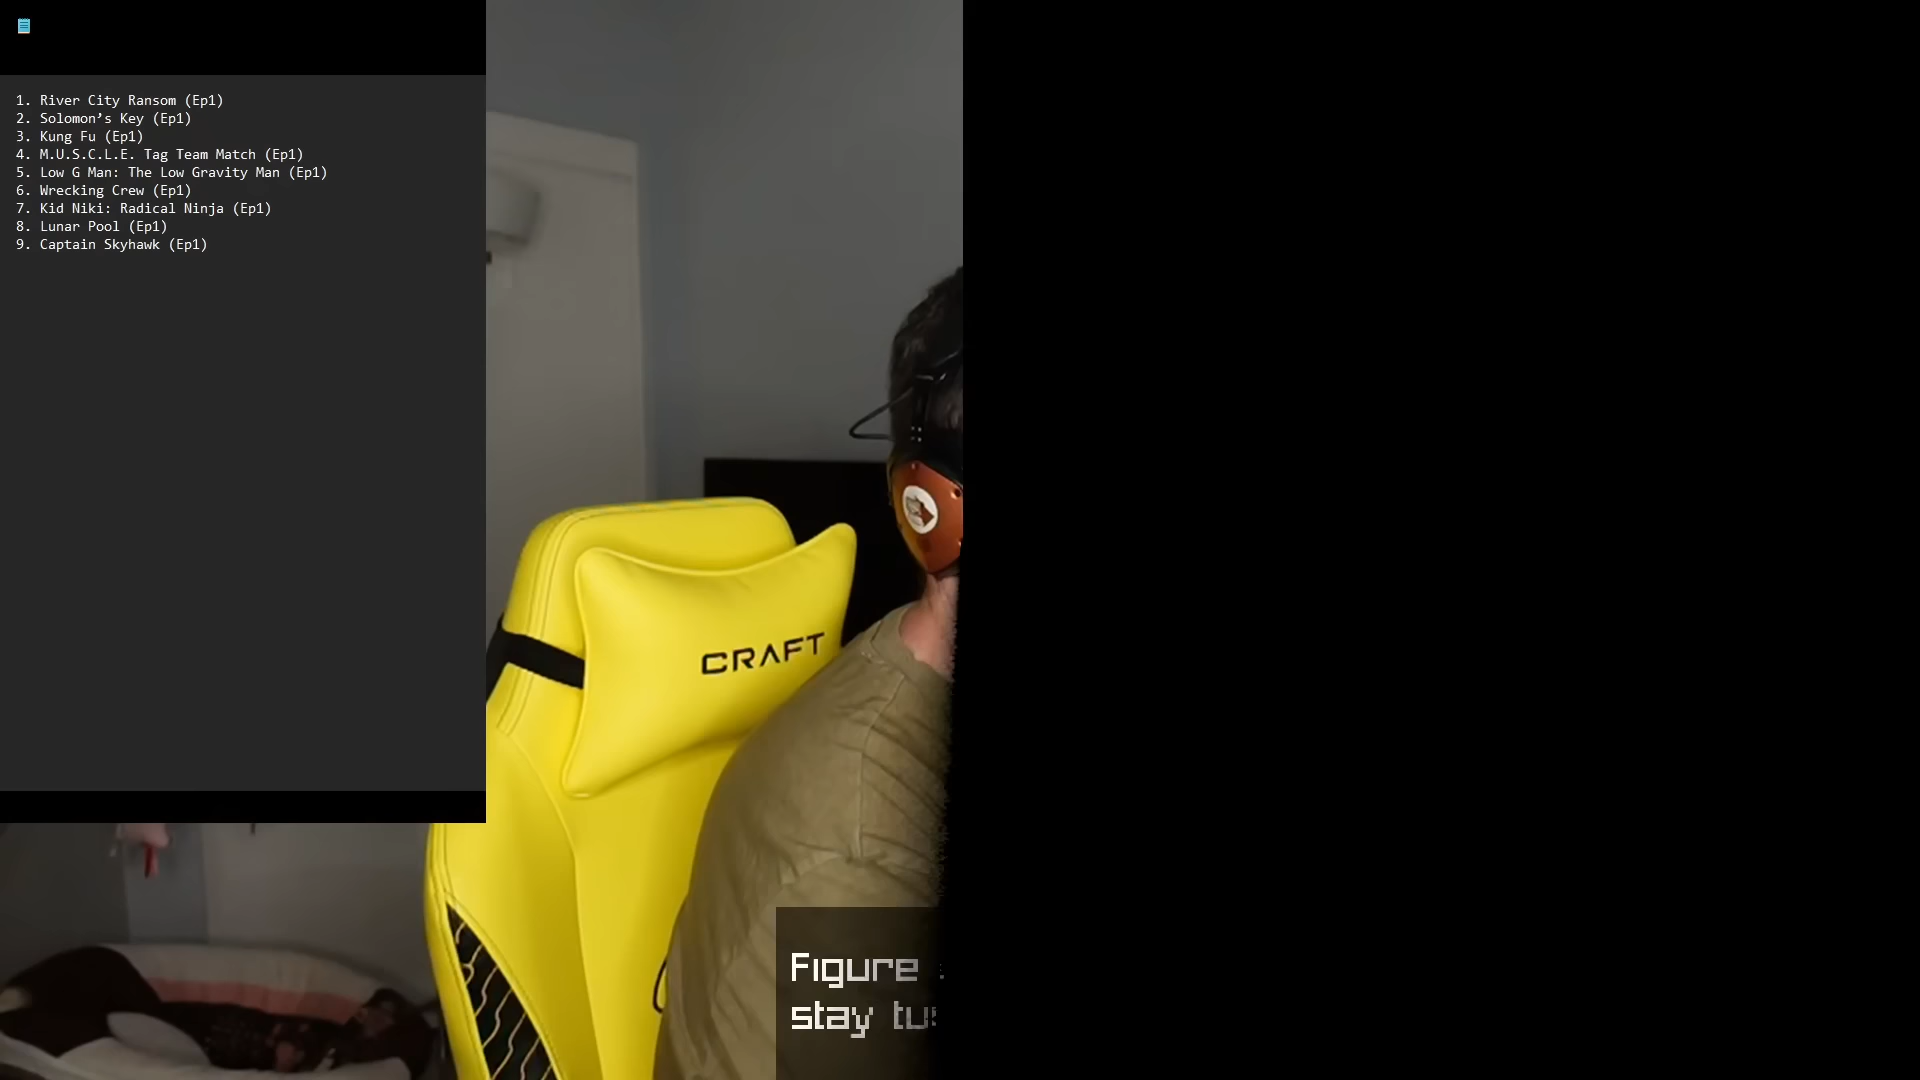 1. River City Ransom (Ep1)
2. Solomon’s Key (Ep1)
3. Kung Fu (Ep1)
4. M.U.S.C.L.E. Tag Team Match (Ep1)
5. Low G Man: The Low Gravity Man (Ep1)
6. Wrecking Crew (Ep1)
7. Kid Niki: Radical Ninja (Ep1)
8. Lunar Pool (Ep1)
9. Captain Skyhawk (Ep1)
CRAFT
Figure
stay